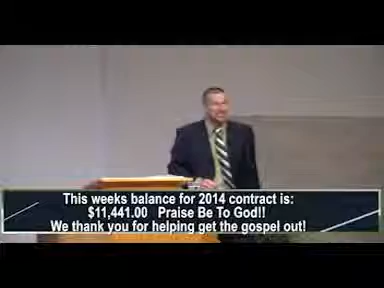 This weeks balance for 2014 contract is:
$11,441.00 Praise Be To God!!
We thank you for helping get the gospel out!